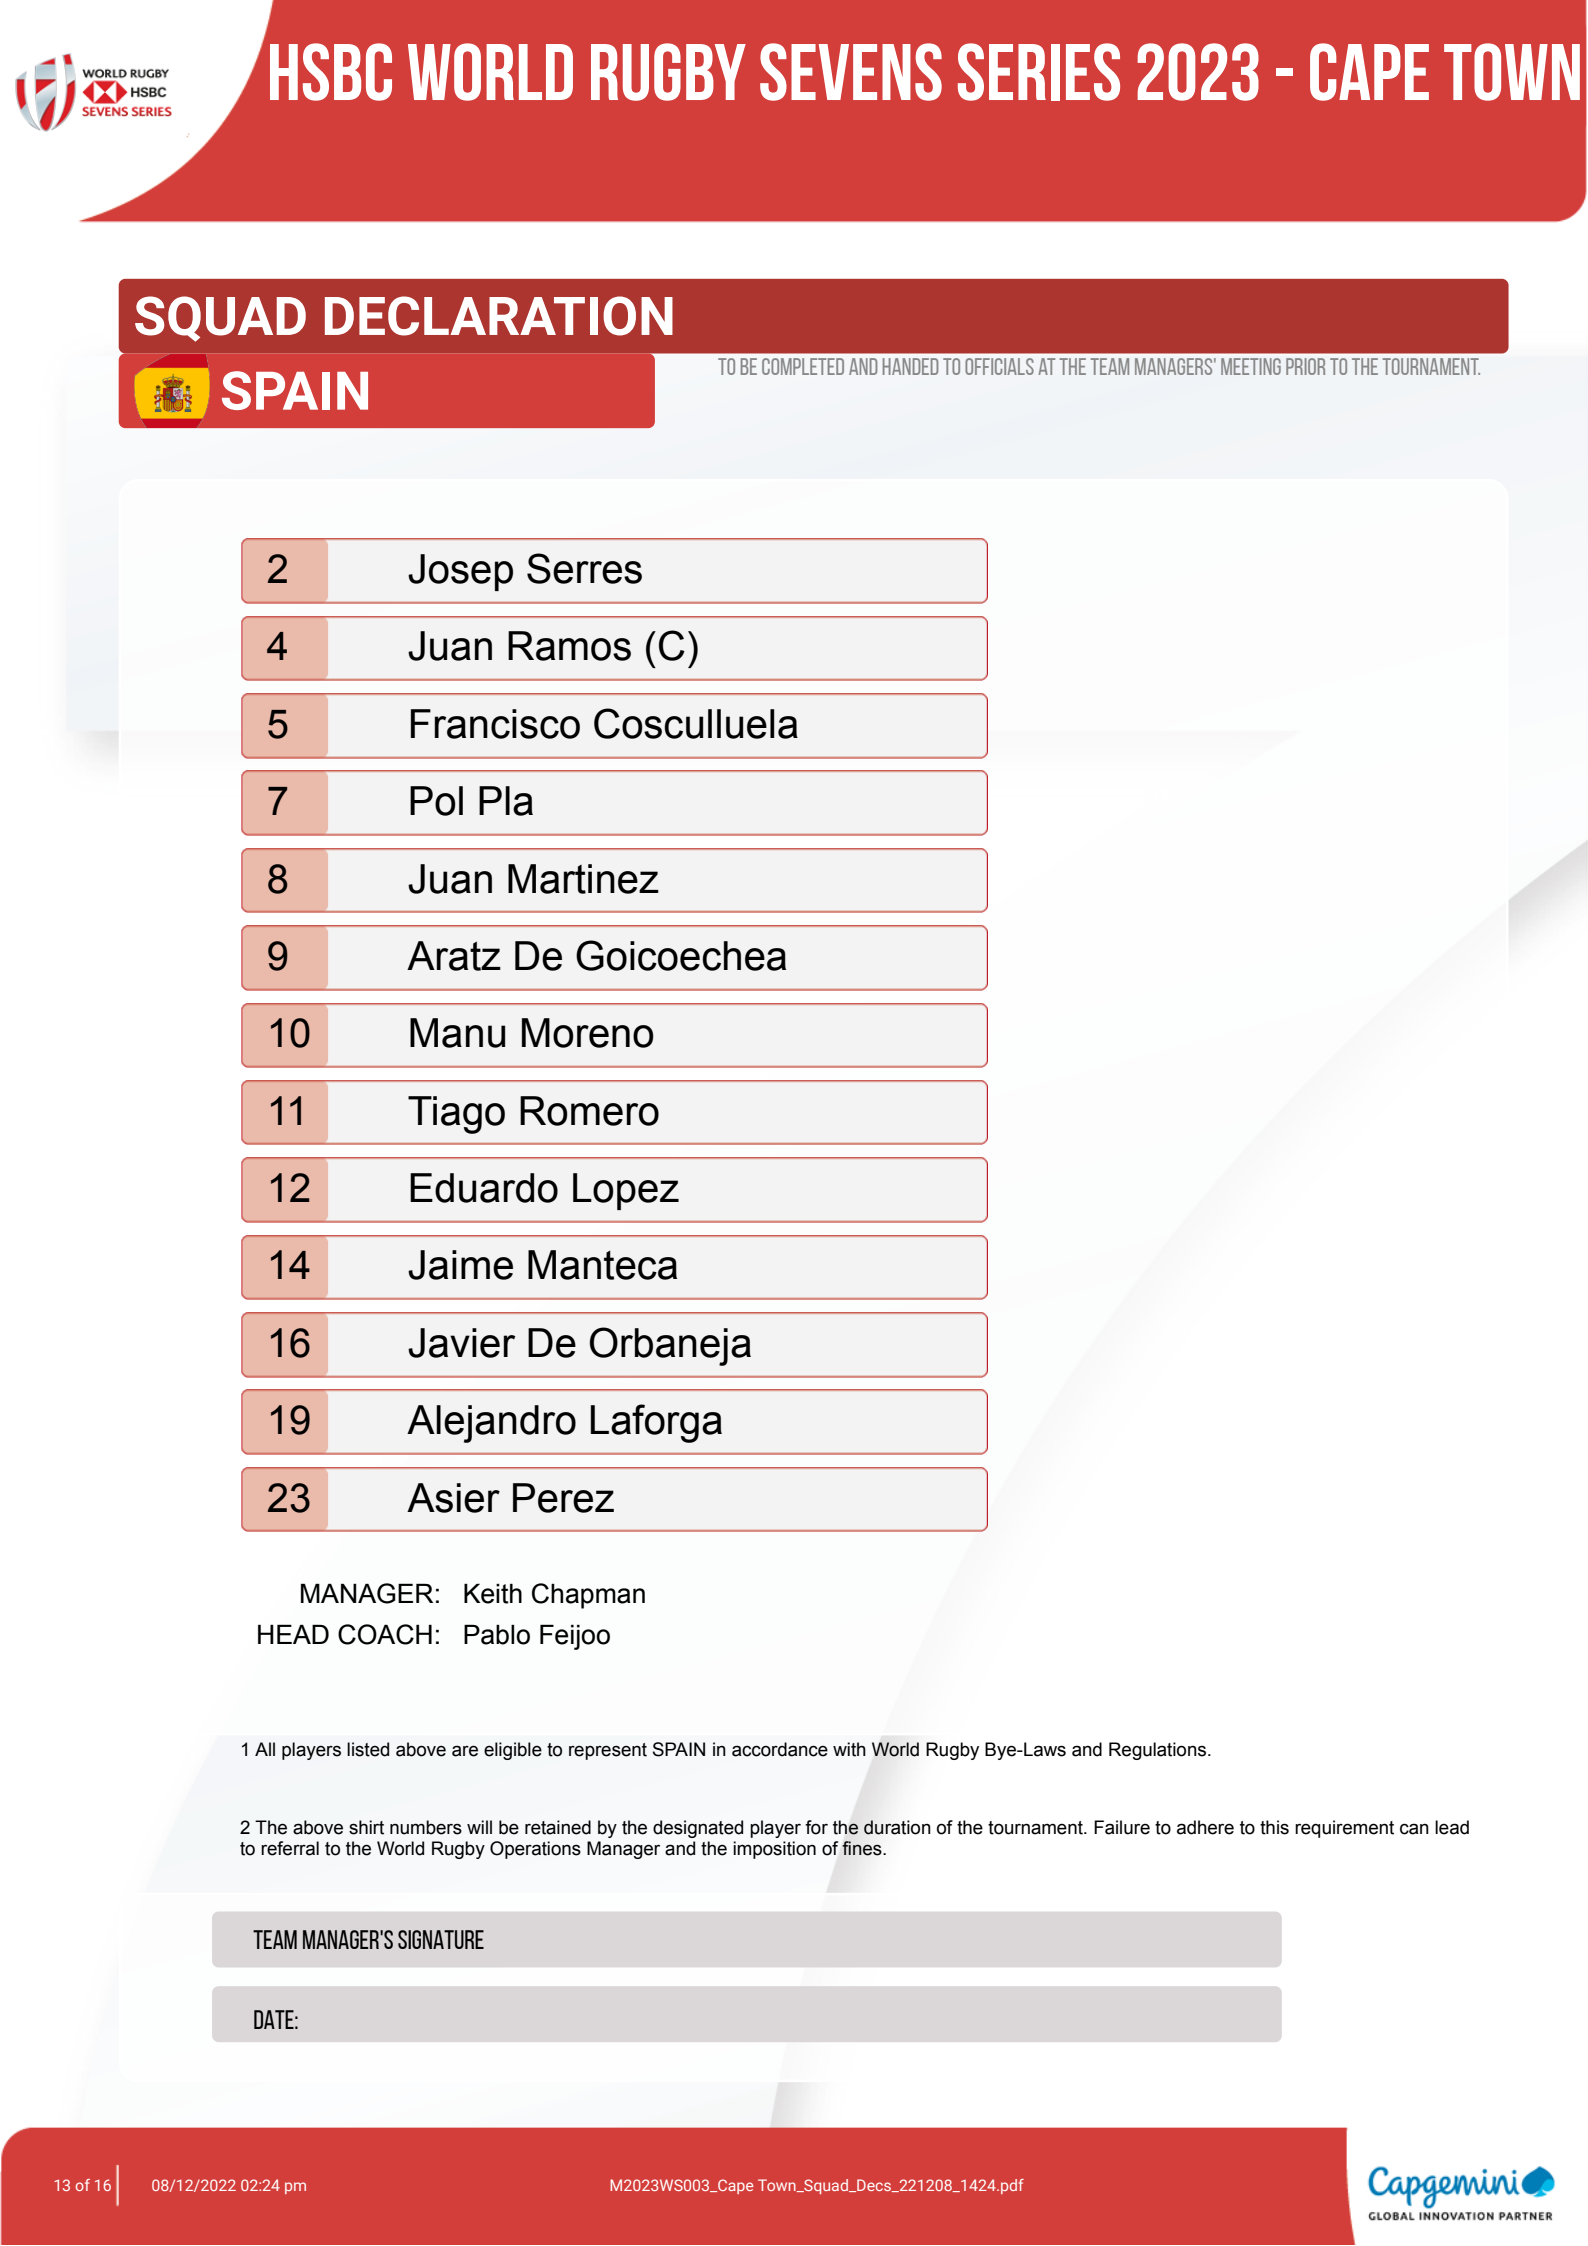 WORLD RUGBY
HSBC
SEVENS SERIES
HSBC WORLD RUGBY SEVENS SERIES 2023 - CAPE TOWN
SQUAD DECLARATION
SPAIN
TO BE COMPLETED AND HANDED TO OFFICIALS AT THE TEAM MANAGERS' MEETING PRIOR TO THE TOURNAMENT.
2 Josep Serres
4 Juan Ramos (C)
5 Francisco Cosculluela
7 Pol Pla
8 Juan Martinez
9 Aratz De Goicoechea
10 Manu Moreno
11 Tiago Romero
12 Eduardo Lopez
14 Jaime Manteca
16 Javier De Orbaneja
19 Alejandro Laforga
23 Asier Perez
MANAGER: Keith Chapman
HEAD COACH: Pablo Feijoo
1 All players listed above are eligible to represent SPAIN in accordance with World Rugby Bye-Laws and Regulations.
2 The above shirt numbers will be retained by the designated player for the duration of the tournament. Failure to adhere to this requirement can lead
to referral to the World Rugby Operations Manager and the imposition of fines.
TEAM MANAGER'S SIGNATURE
DATE:
13 of 16
08/12/2022 02:24 pm
M2023WS003_Cape Town_Squad_Decs_221208_1424.pdf
Capgemini
GLOBAL INNOVATION PARTNER